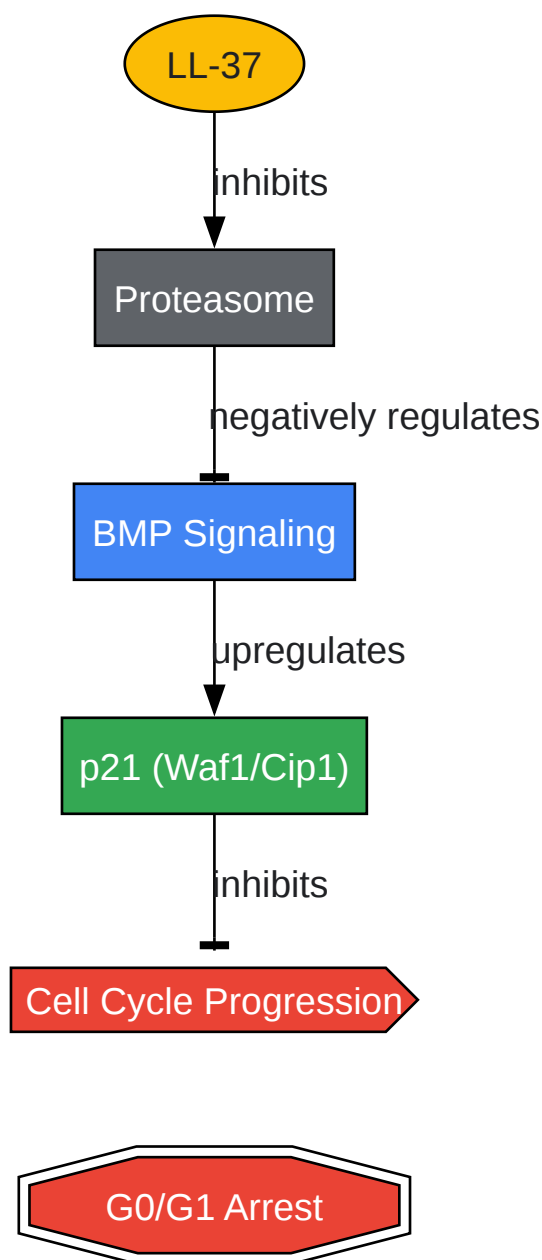 LL-37
inhibits
Proteasome
negatively regulates
BMP Signaling
upregulates
p21 (Waf1/Cip1)
inhibits
Cell Cycle Progression
G0/G1 Arrest